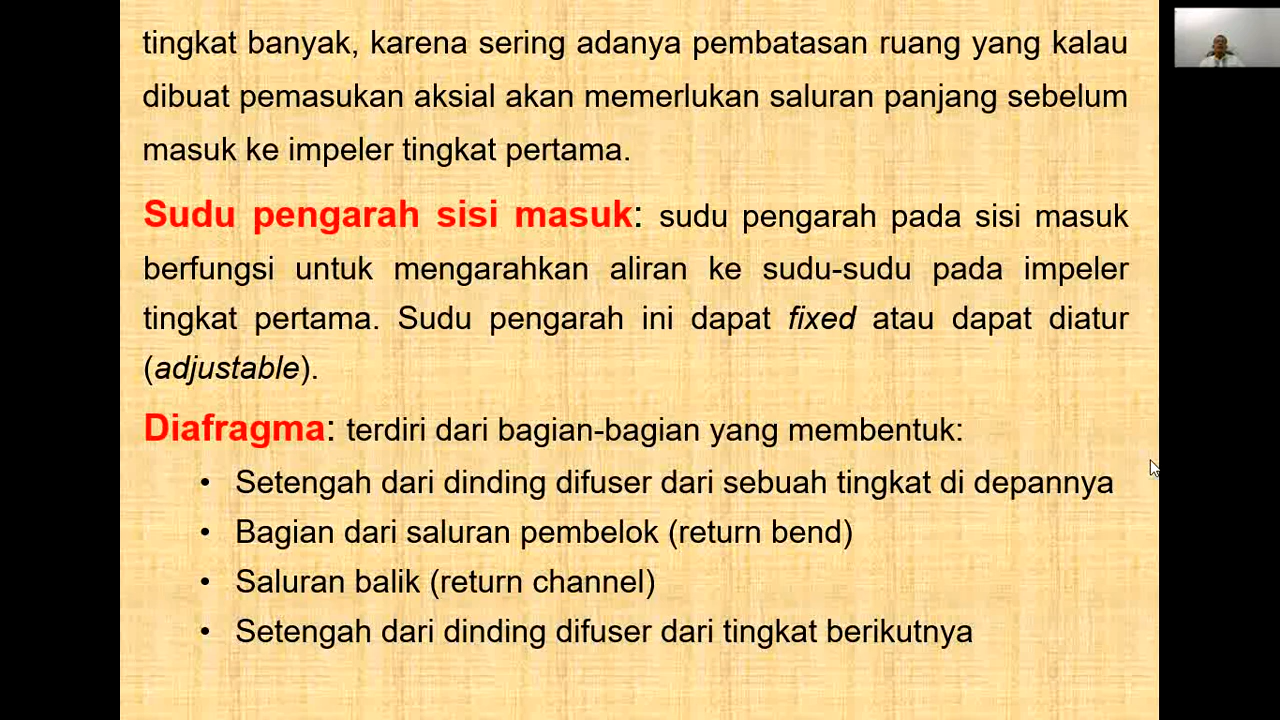 tingkat banyak, karena sering adanya pembatasan ruang yang kalau
dibuat pemasukan aksial akan memerlukan saluran panjang sebelum
masuk ke impeler tingkat pertama.
Sudu pengarah sisi masuk: sudu pengarah pada sisi masuk
berfungsi untuk mengarahkan aliran ke sudu-sudu pada impeler
tingkat pertama. Sudu pengarah ini dapat fixed atau dapat diatur
(adjustable).
Diafragma: terdiri dari bagian-bagian yang membentuk:
• Setengah dari dinding difuser dari sebuah tingkat di depannya
• Bagian dari saluran pembelok (return bend)
• Saluran balik (return channel)
• Setengah dari dinding difuser dari tingkat berikutnya